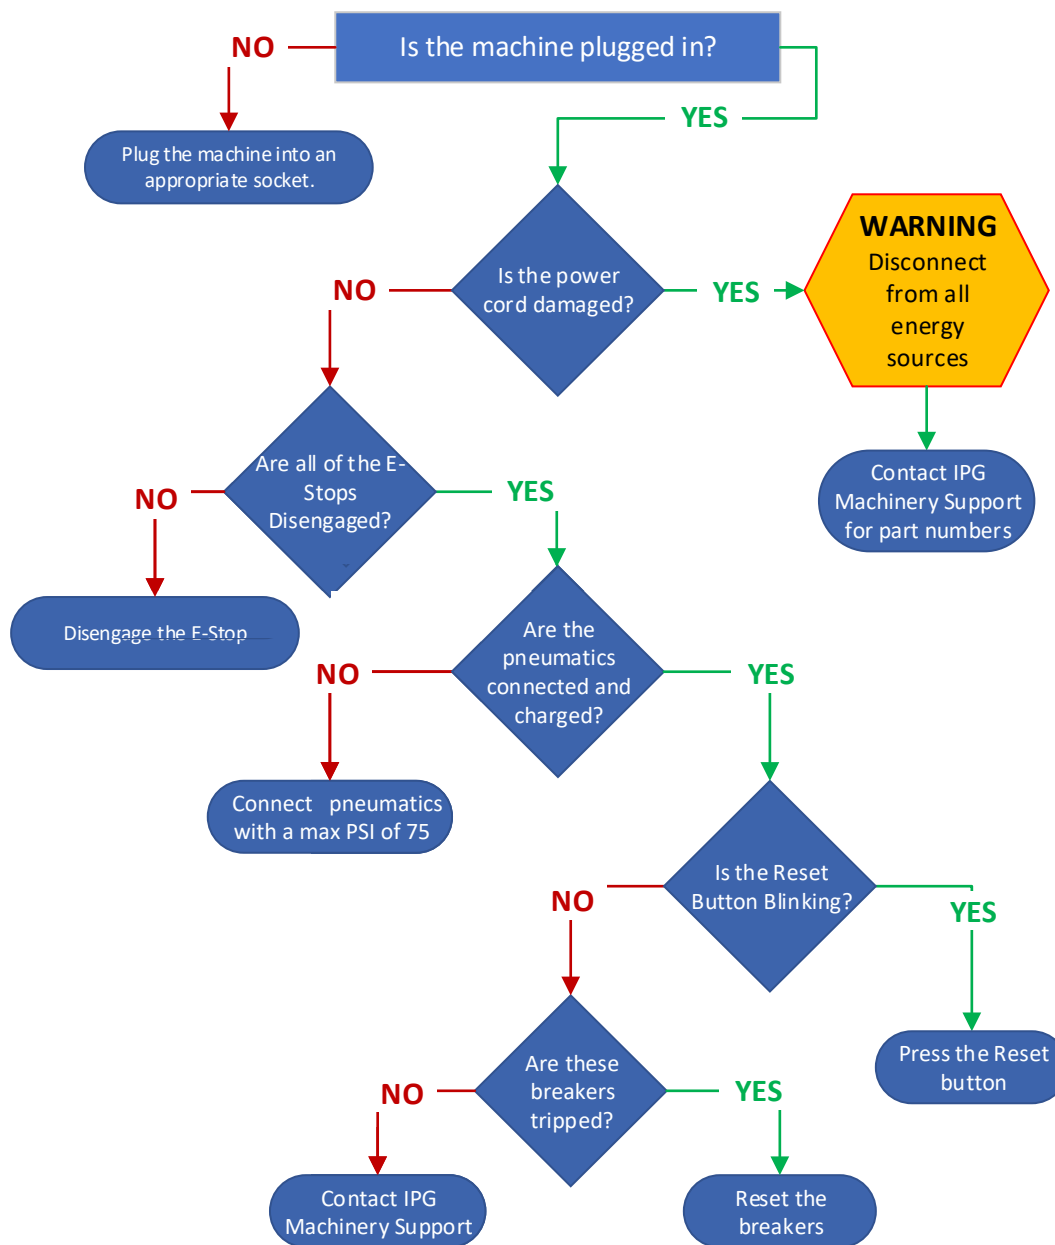 Is the machine plugged in?
NO
YES
Plug the machine into an
appropriate socket.
WARNING
Disconnect
from all
energy
sources
Is the power
cord damaged?
NO
YES
Are all of the E-
Stops
Disengaged?
NO
YES
Contact IPG
Machinery Support
for part numbers
Disengage the E-Stop
Are the
pneumatics
connected and
charged?
NO
YES
Connect pneumatics
with a max PSI of 75
Is the Reset
Button Blinking?
NO
YES
Press the Reset
button
Are these
breakers
tripped?
NO
YES
Contact IPG
Machinery Support
Reset the
breakers